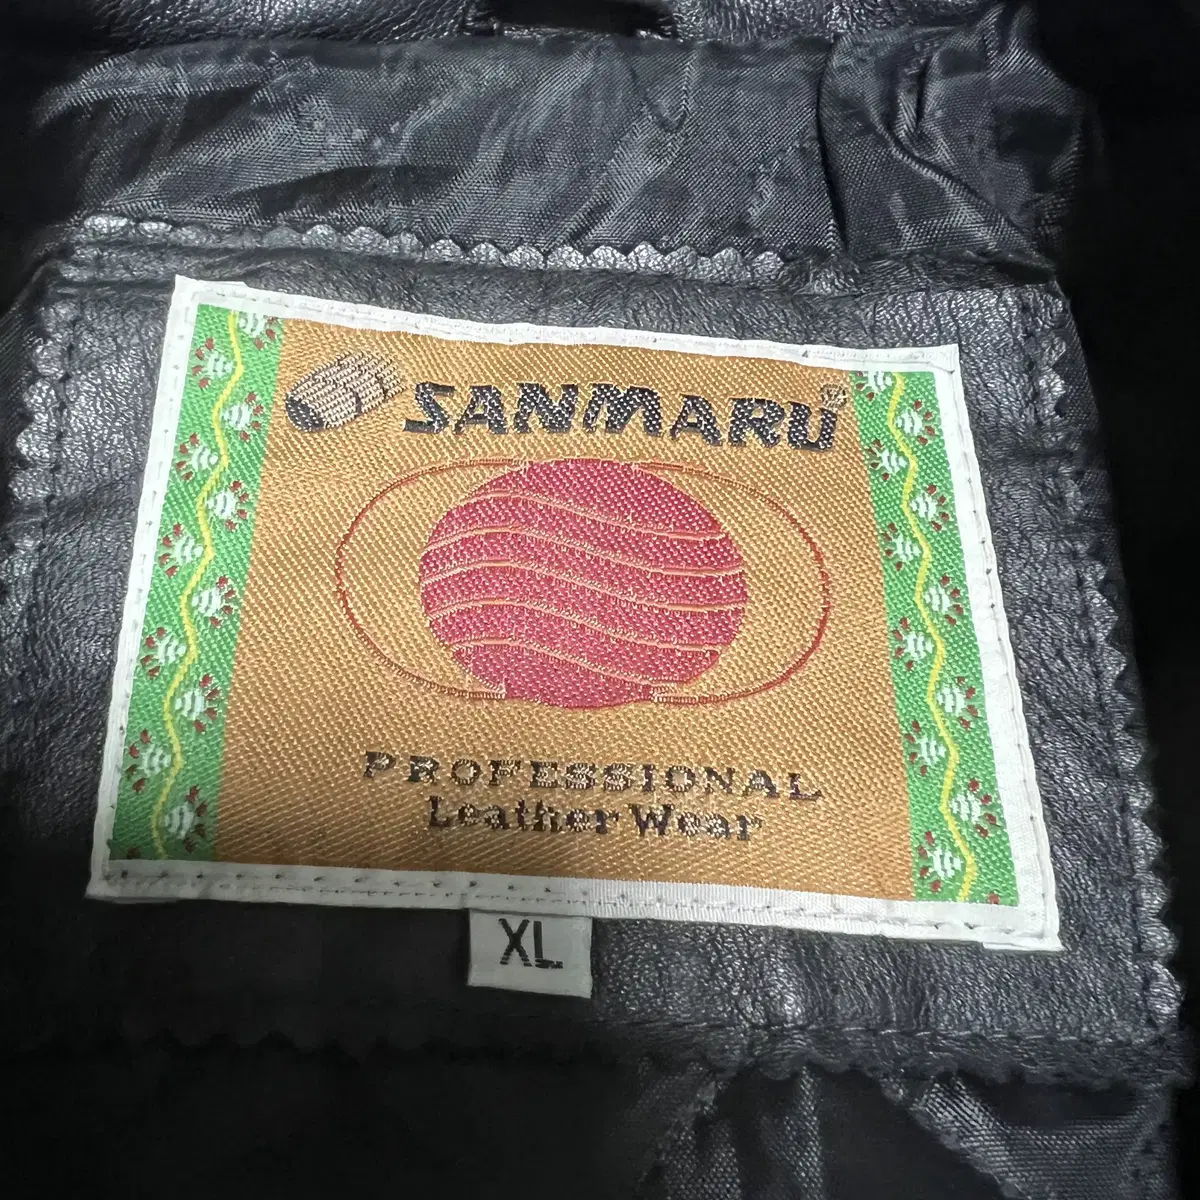 SANMARU®
PROFESSIONAL
Leather Wear
XL